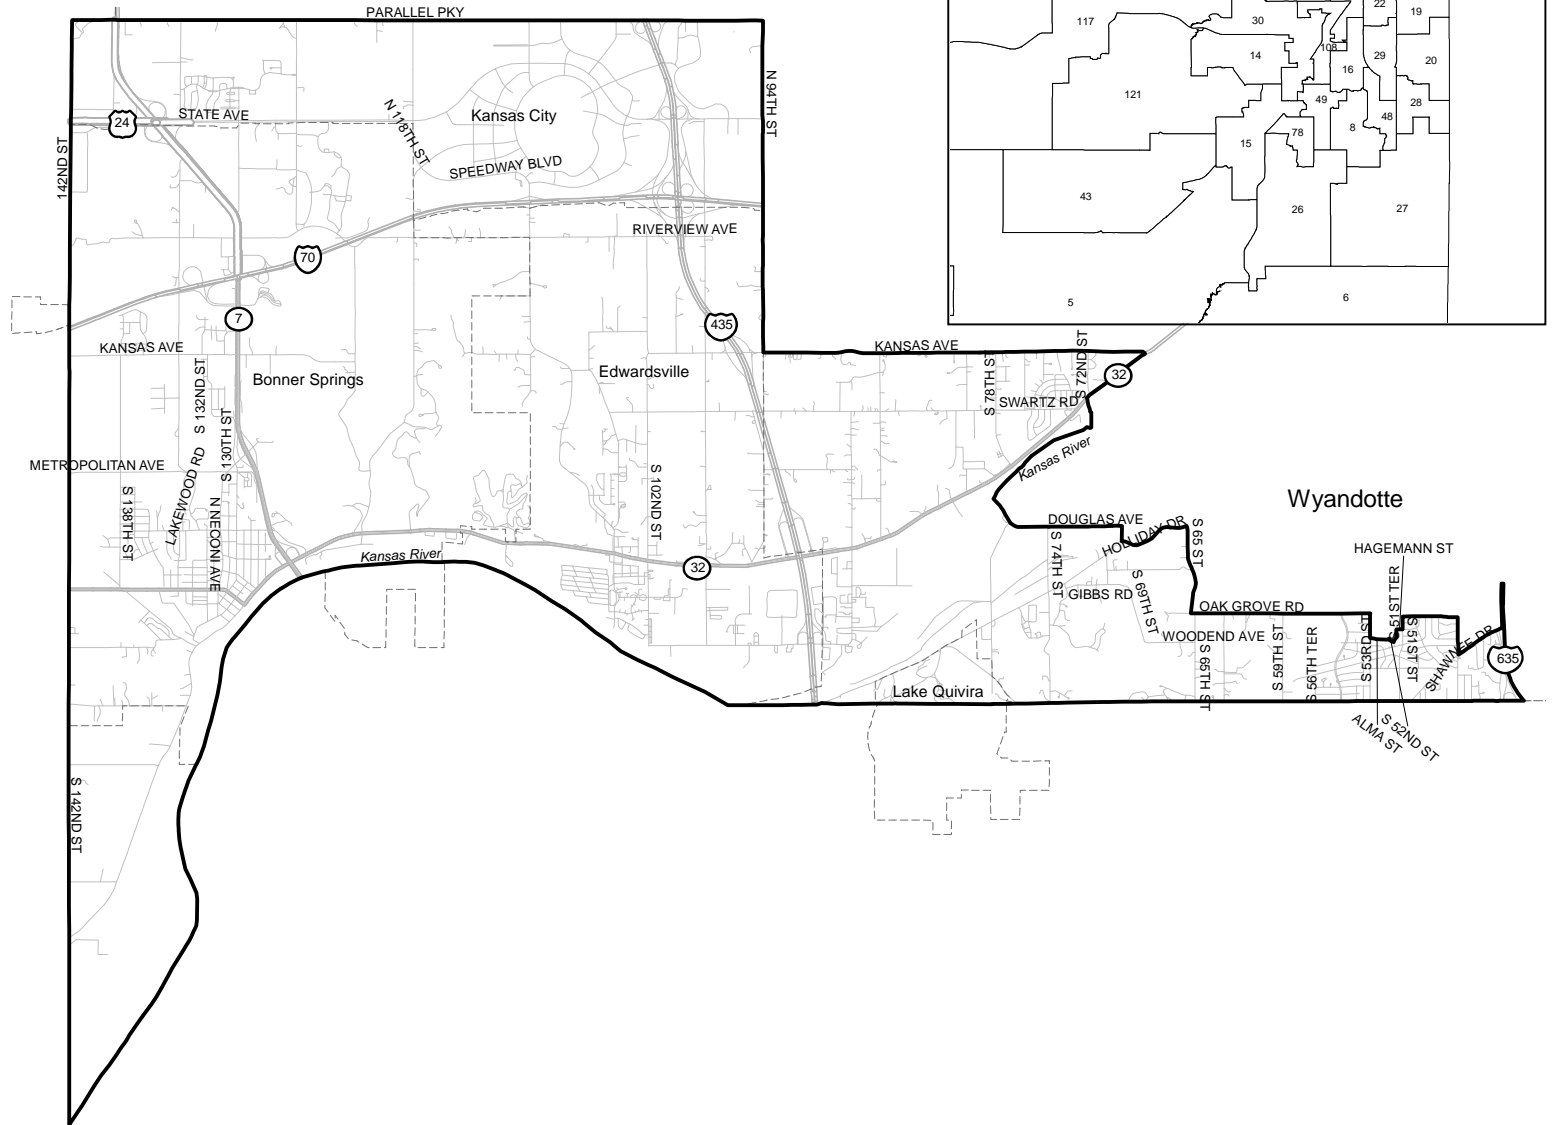 PARALLEL PKY
22
19
117
30
108
14
29
20
16
121
49
28
48
78
8
15
43
26
27
5
6
N 94TH ST
Kansas City
N 118TH ST
STATE AVE
24
142ND ST
SPEEDWAY BLVD
RIVERVIEW AVE
70
7
435
KANSAS AVE
KANSAS AVE
S 72ND ST
32
S 78TH ST
SWARTZ RD
Bonner Springs
Edwardsville
S 132ND ST
S 130TH ST
Kansas River
METROPOLITAN AVE
LAKEWOOD RD
S 138TH ST
N NECONI AVE
S 102ND ST
Wyandotte
DOUGLAS AVE
HOLLIDAY DR
S 65 ST
S 74TH ST
HAGEMANN ST
Kansas River
32
GIBBS RD
S 69TH ST
S 51ST TER
OAK GROVE RD
WOODEND AVE
S 65TH ST
S 59TH ST
S 56TH TER
S 53RD ST
S 51ST ST
SHAWNEE DR
635
Lake Quivira
ALMA ST
S 52ND ST
S 142ND ST